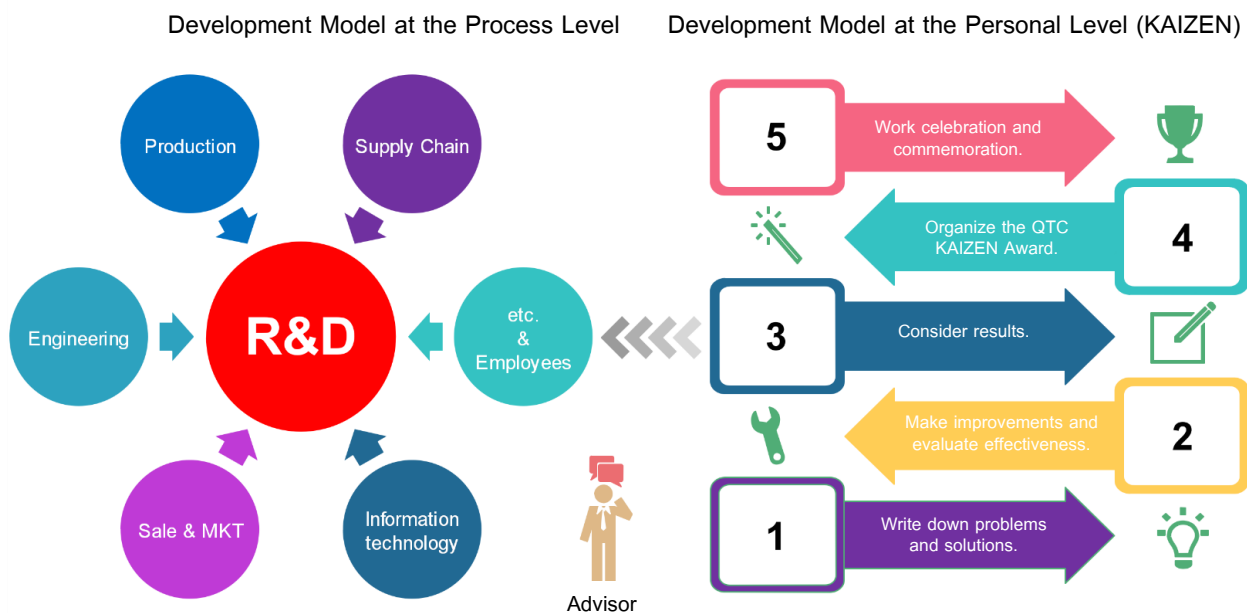 Development Model at the Process Level
Development Model at the Personal Level (KAIZEN)
Production
Supply Chain
Engineering
R&D
etc.
&
Employees
Sale & MKT
Information
technology
Advisor
5
Work celebration and
commemoration.
Organize the QTC
KAIZEN Award.
4
3
Consider results.
Make improvements and
evaluate effectiveness.
2
1
Write down problems
and solutions.